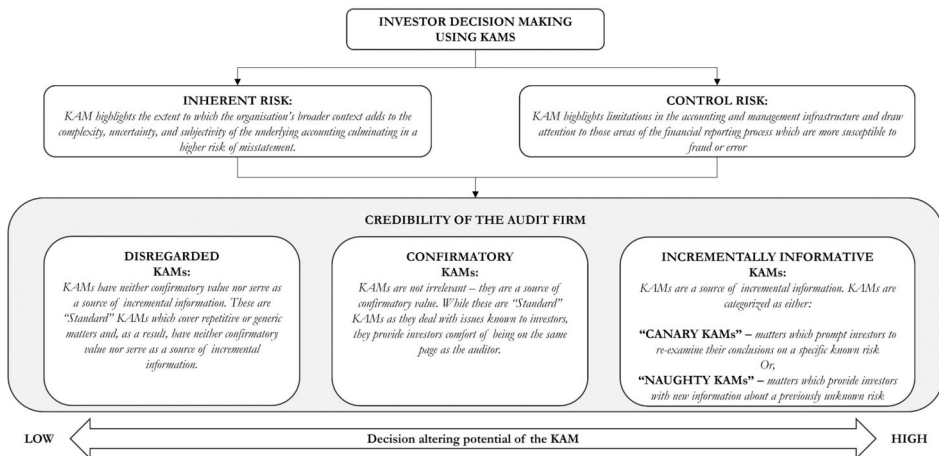 INVESTOR DECISION MAKING
USING KAMS
INHERENT RISK:
KAM highlights the extent to which the organisation's broader context adds to the
complexity, uncertainty, and subjectivity of the underlying accounting culminating in a
higher risk of misstatement.
CONTROL RISK:
KAM highlights limitations in the accounting and management infrastructure and draw
attention to those areas of the financial reporting process which are more susceptible to
fraud or error
CREDIBILITY OF THE AUDIT FIRM
DISREGARDED
KAMs:
KAMs have neither confirmatory value nor serve as
a source of incremental information. These are
“Standard” KAMs which cover repetitive or generic
matters and, as a result, have neither confirmatory
value nor serve as a source of incremental
information.
CONFIRMATORY
KAMs:
KAMs are not irrelevant – they are a source of
confirmatory value. While these are “Standard”
KAMs as they deal with issues known to investors,
they provide investors comfort of being on the same
page as the auditor.
INCREMENTALLY INFORMATIVE
KAMs:
KAMs are a source of incremental information. KAMs are
categorized as either:
“CANARY KAMs” – matters which prompt investors to
re-examine their conclusions on a specific known risk
Or,
“NAUGHTY KAMs” – matters which provide investors
with new information about a previously unknown risk
LOW
Decision altering potential of the KAM
HIGH